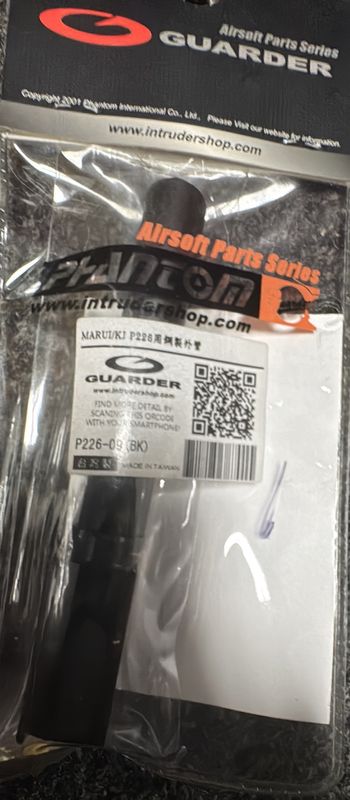 Airsoft Parts Series
GUARDER
Copyright 2001 Phantom International Co., Ltd., Please Visit our website for information.
www.intrudershop.com
Airsoft Parts Series
PHANTOM
www.intrudershop.com
MARUI/KJ P226用鋼製外管
GUARDER
www.intrudershop.com
FIND MORE DETAIL BY
SCANING THIS QRCODE
WITH YOUR SMARTPHONE!
P226-09(BK)
台灣製 MADE IN TAIWAN